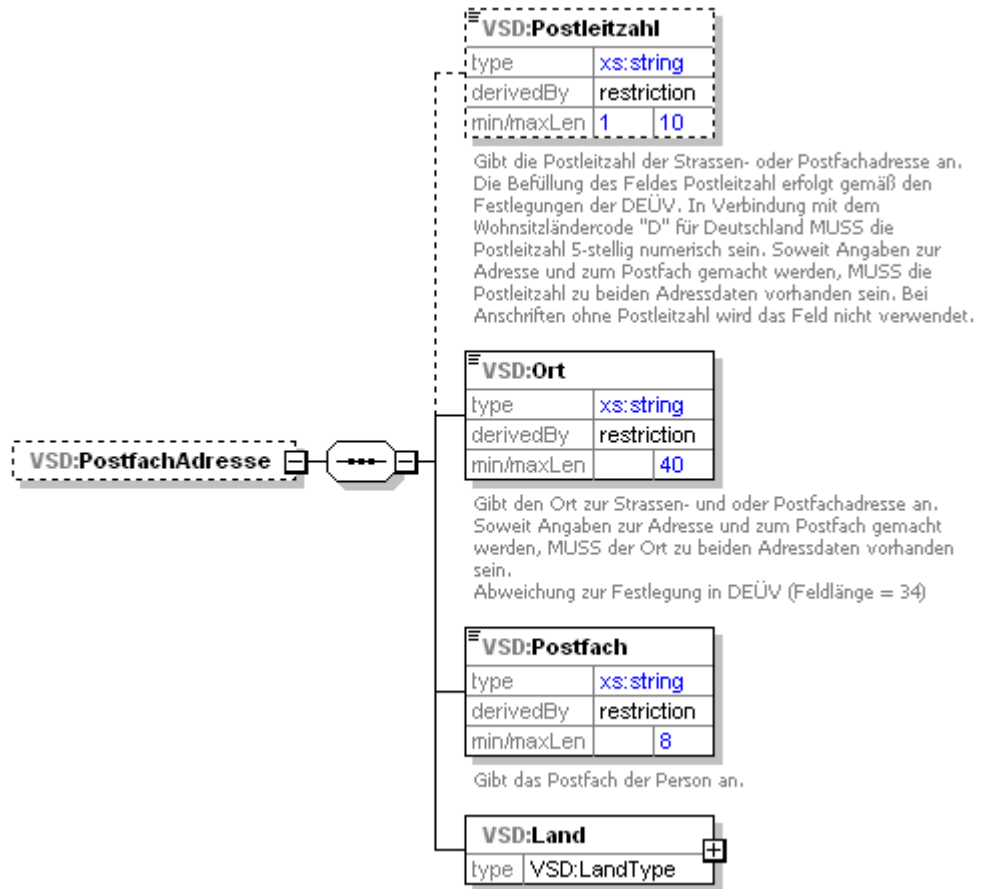 VSD:Postleitzahl
type xs:string
derivedBy restriction
min/maxLen 1 10
Gibt die Postleitzahl der Strassen- oder Postfachadresse an.
Die Befüllung des Feldes Postleitzahl erfolgt gemäß den
Festlegungen der DEÜV. In Verbindung mit dem
Wohnsitzländercode "D" für Deutschland MUSS die
Postleitzahl 5-stellig numerisch sein. Soweit Angaben zur
Adresse und zum Postfach gemacht werden, MUSS die
Postleitzahl zu beiden Adressdaten vorhanden sein. Bei
Anschriften ohne Postleitzahl wird das Feld nicht verwendet.
VSD:Ort
type xs:string
derivedBy restriction
min/maxLen 40
VSD:PostfachAdresse
Gibt den Ort zur Strassen- und oder Postfachadresse an.
Soweit Angaben zur Adresse und zum Postfach gemacht
werden, MUSS der Ort zu beiden Adressdaten vorhanden
sein.
Abweichung zur Festlegung in DEÜV (Feldlänge = 34)
VSD:Postfach
type xs:string
derivedBy restriction
min/maxLen 8
Gibt das Postfach der Person an.
VSD:Land
type VSD:LandType